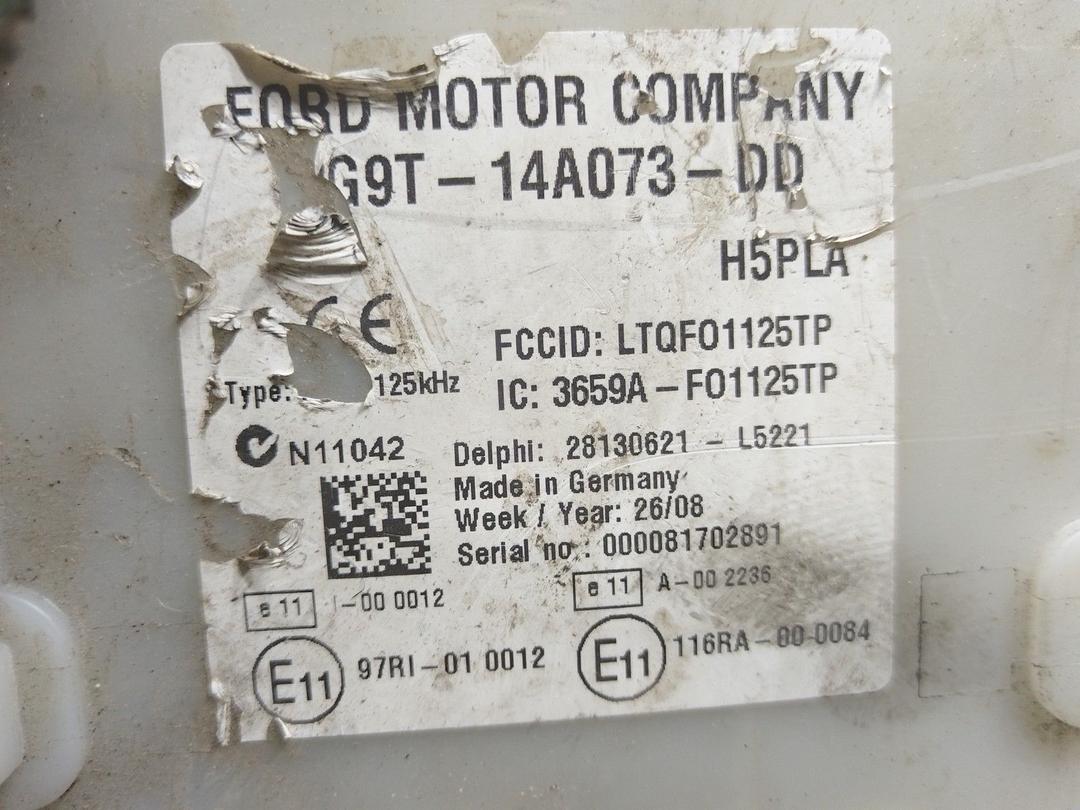 FORD MOTOR COMPANY
G9T-14A073-DD
H5PLA
CE
FCCID: LTQFO1125TP
Type: 125kHz
IC: 3659A-FO1125TP
N11042
Delphi: 28130621 - L5221
Made in Germany
Week / Year: 26/08
Serial no.: 000081702891
e 11 I-00 0012
e 11 A-00 2236
E11 97RI-01 0012
E11 116RA-00-0084